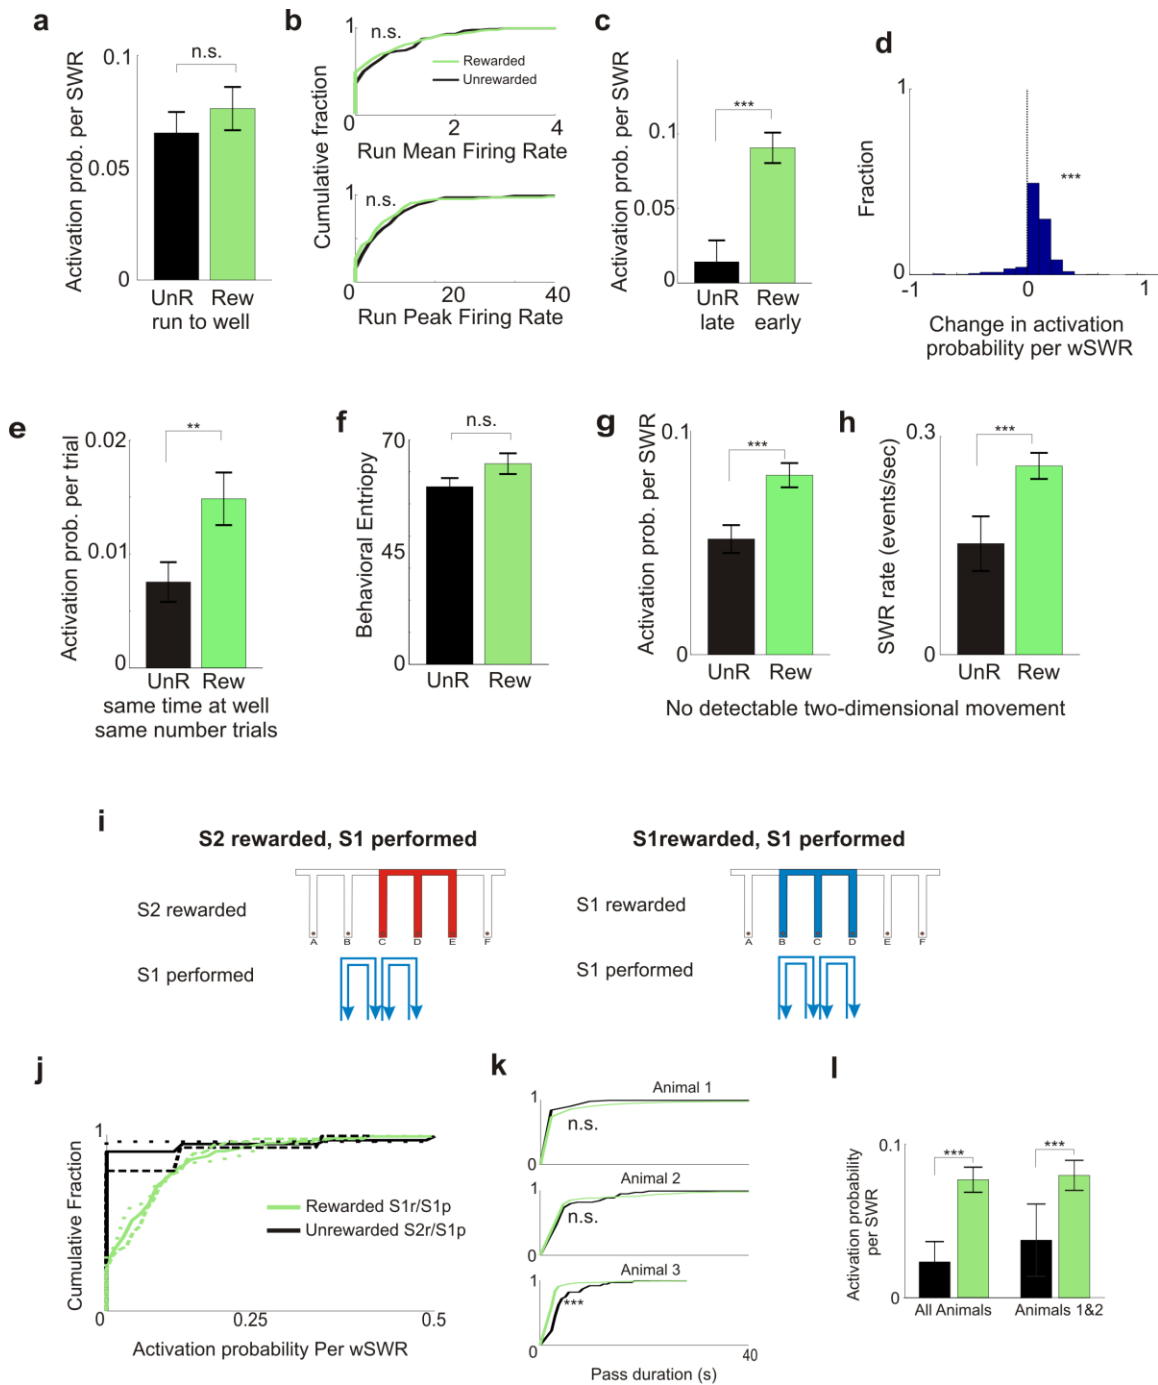 a
Activation prob. per SWR
0.1
0.05
0
n.s.
UnR Rew
run to well
b
Cumulative fraction
1
n.s.
Rewarded
Unrewarded
0 2 4
Run Mean Firing Rate
1
n.s.
0
0 20 40
Run Peak Firing Rate
c
Activation prob. per SWR
0.1
0.05
0
***
UnR Rew
late early
d
Fraction
1
0
***
-1 0 1
Change in activation
probability per wSWR
e
Activation prob. per trial
0.02
0.01
0
**
UnR Rew
same time at well
same number trials
f
Behavioral Entriopy
70
45
0
n.s.
UnR Rew
g
Activation prob. per SWR
0.1
0
***
UnR Rew
h
SWR rate (events/sec)
0.3
0
***
UnR Rew
No detectable two-dimensional movement
i
S2 rewarded, S1 performed
S2 rewarded
A B C D E F
S1 performed
S1rewarded, S1 performed
S1 rewarded
A B C D E F
S1 performed
j
Cumulative Fraction
1
Rewarded S1r/S1p
Unrewarded S2r/S1p
0 0.25 0.5
Activation probability Per wSWR
k
Animal 1
1
n.s.
0
Animal 2
1
n.s.
0
Animal 3
1
***
0
0 40
Pass duration (s)
l
Activation probability
per SWR
0.1
0
***
***
All Animals Animals 1&2